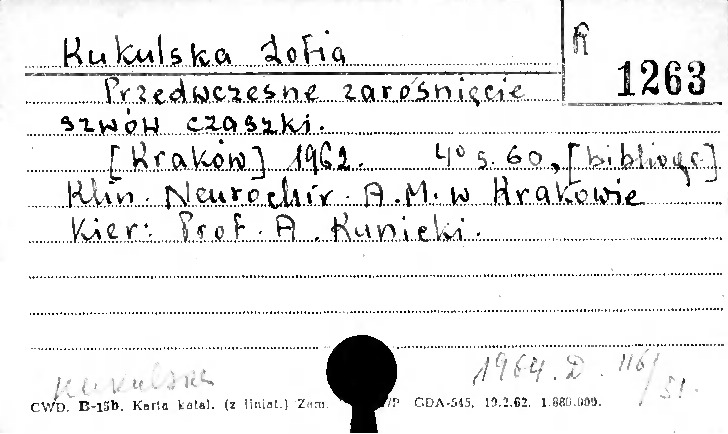 Kukulska Zofia
R
1263
Przedwczesne zarośnięcie
szwów czaszki.
[Kraków] 1962. 4° s. 60, [bibliogr.]
Klin. Neurochir. A.M. w Krakowie
Kier: Prof. A. Kunicki.
Kukulska
1964. D. 116/51.
CWD. B-15b. Karta katal. (z liniat.) Zam. GDA-545, 19.2.62. 1.880.000.